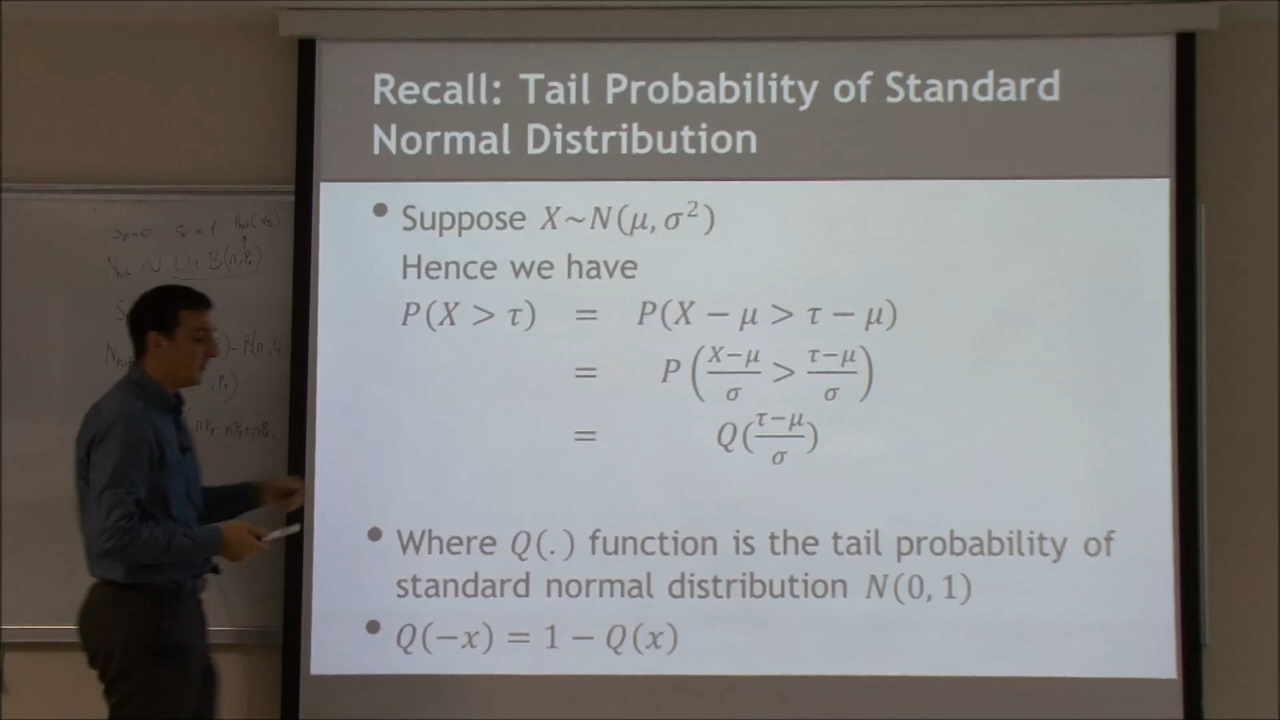 Recall: Tail Probability of Standard
Normal Distribution
• Suppose X~N(μ, σ²)
Hence we have
P(X > τ) = P(X − μ > τ − μ)
= P((X−μ)/σ > (τ−μ)/σ)
= Q((τ−μ)/σ)
• Where Q(.) function is the tail probability of
standard normal distribution N(0, 1)
• Q(−x) = 1 − Q(x)